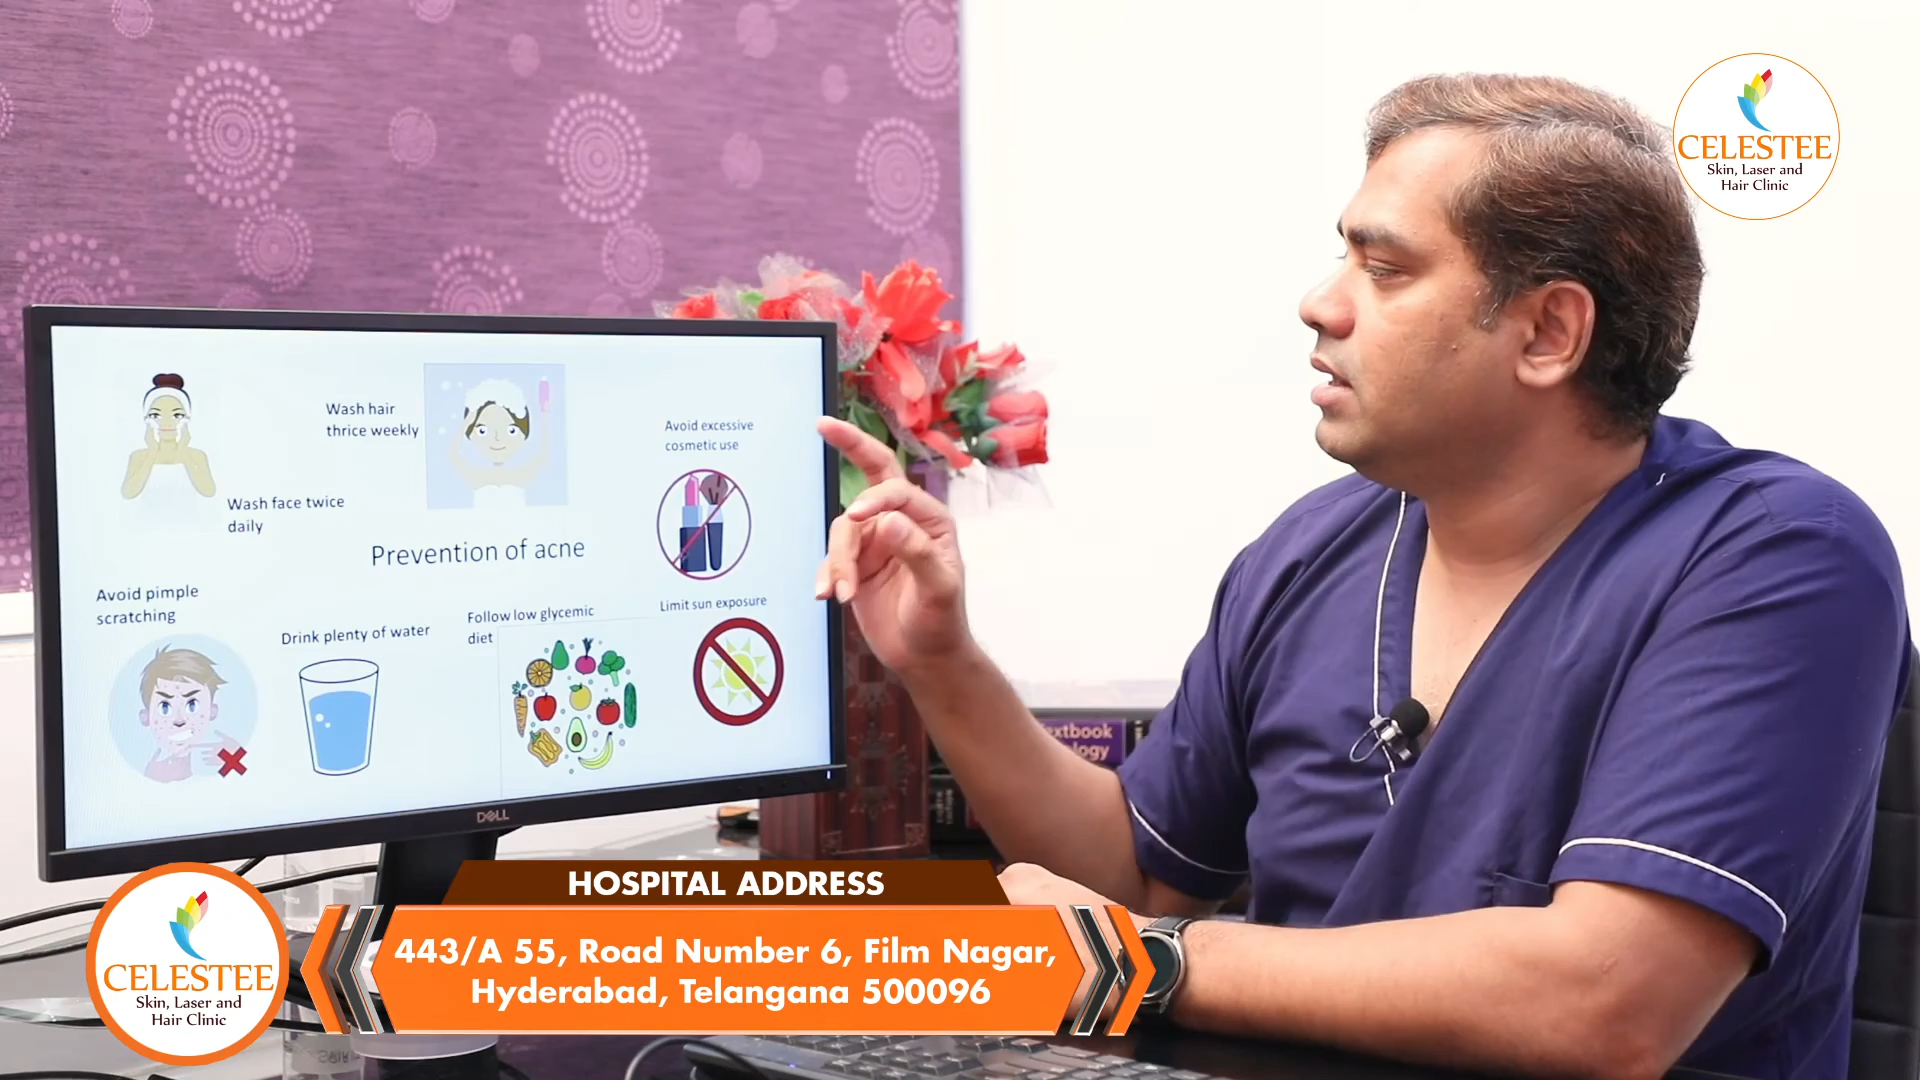 CELESTEE
Skin, Laser and
Hair Clinic
Wash hair
thrice weekly
Avoid excessive
cosmetic use
Wash face twice
daily
Prevention of acne
Avoid pimple
scratching
Drink plenty of water
Follow low glycemic
diet
Limit sun exposure
DELL
HOSPITAL ADDRESS
443/A 55, Road Number 6, Film Nagar,
Hyderabad, Telangana 500096
CELESTEE
Skin, Laser and
Hair Clinic